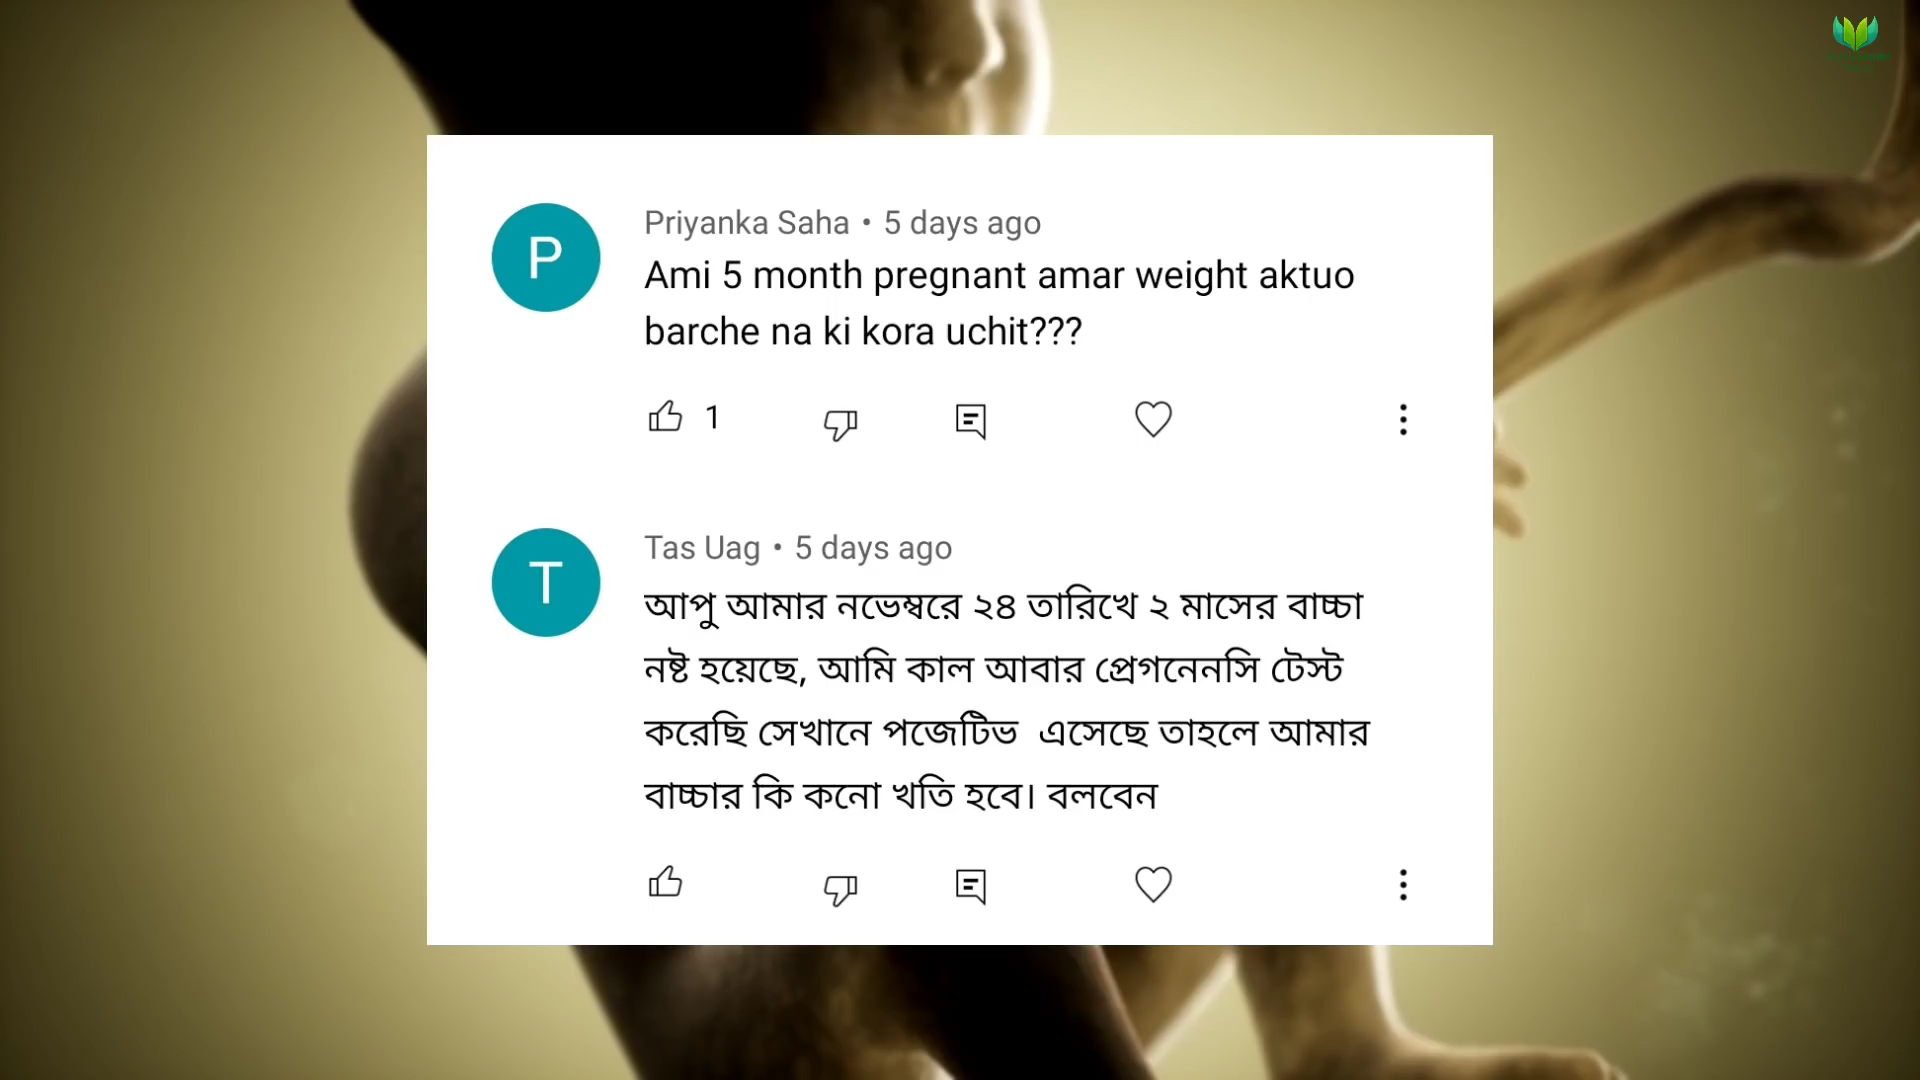 P
Priyanka Saha • 5 days ago
Ami 5 month pregnant amar weight aktuo
barche na ki kora uchit???
1
T
Tas Uag • 5 days ago
আপু আমার নভেম্বরে ২৪ তারিখে ২ মাসের বাচ্চা
নষ্ট হয়েছে, আমি কাল আবার প্রেগনেনসি টেস্ট
করেছি সেখানে পজেটিভ  এসেছে তাহলে আমার
বাচ্চার কি কনো খতি হবে। বলবেন